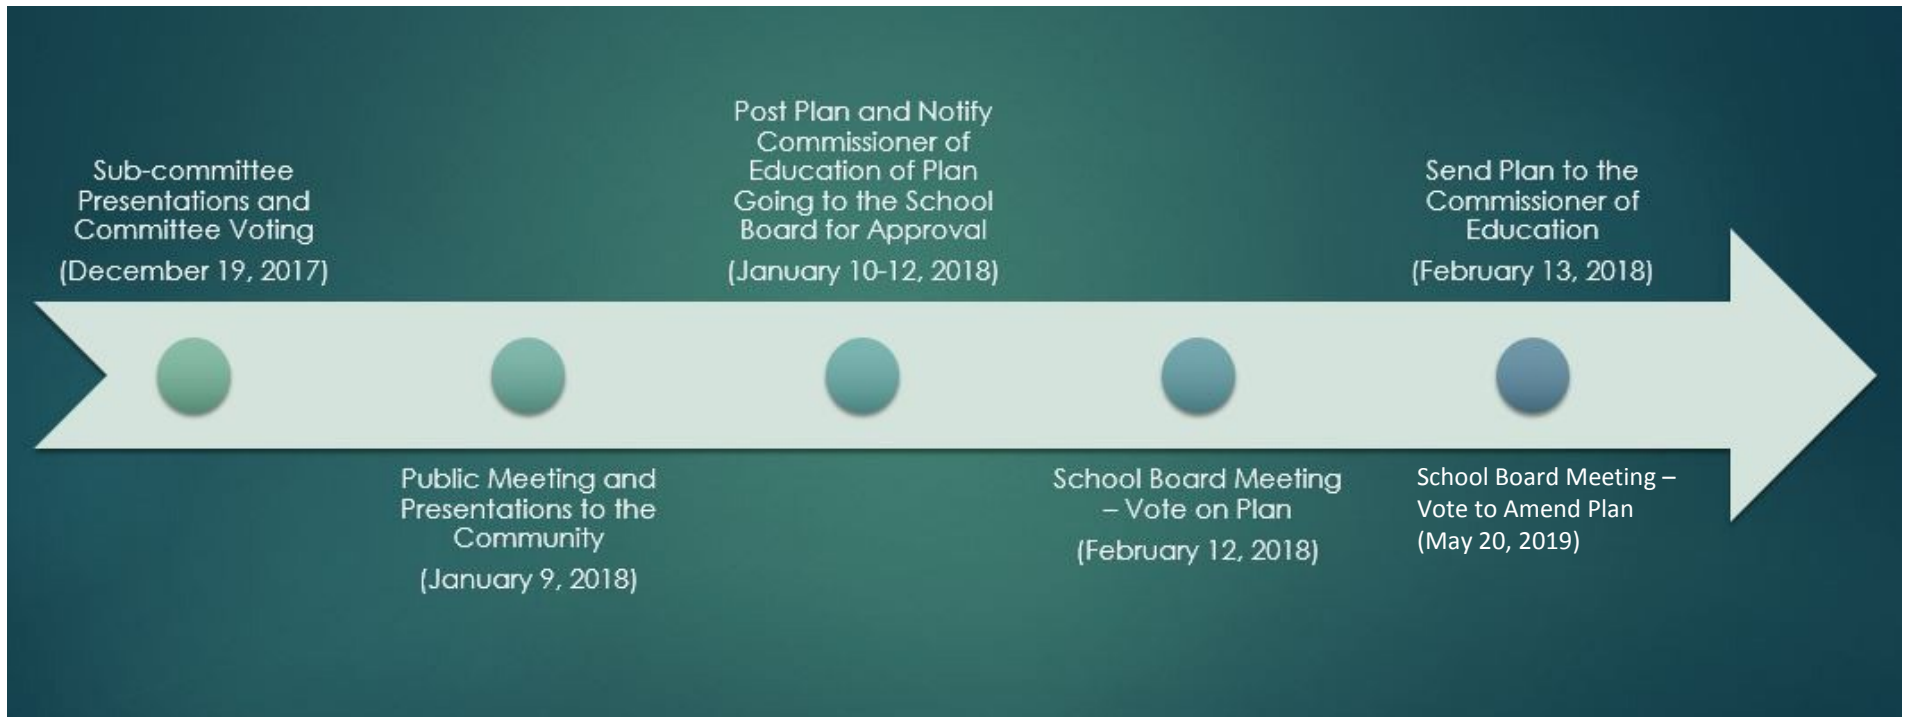 Sub-committee
Presentations and
Committee Voting
(December 19, 2017)
Public Meeting and
Presentations to the
Community
(January 9, 2018)
Post Plan and Notify
Commissioner of
Education of Plan
Going to the School
Board for Approval
(January 10-12, 2018)
School Board Meeting
– Vote on Plan
(February 12, 2018)
Send Plan to the
Commissioner of
Education
(February 13, 2018)
School Board Meeting –
Vote to Amend Plan
(May 20, 2019)